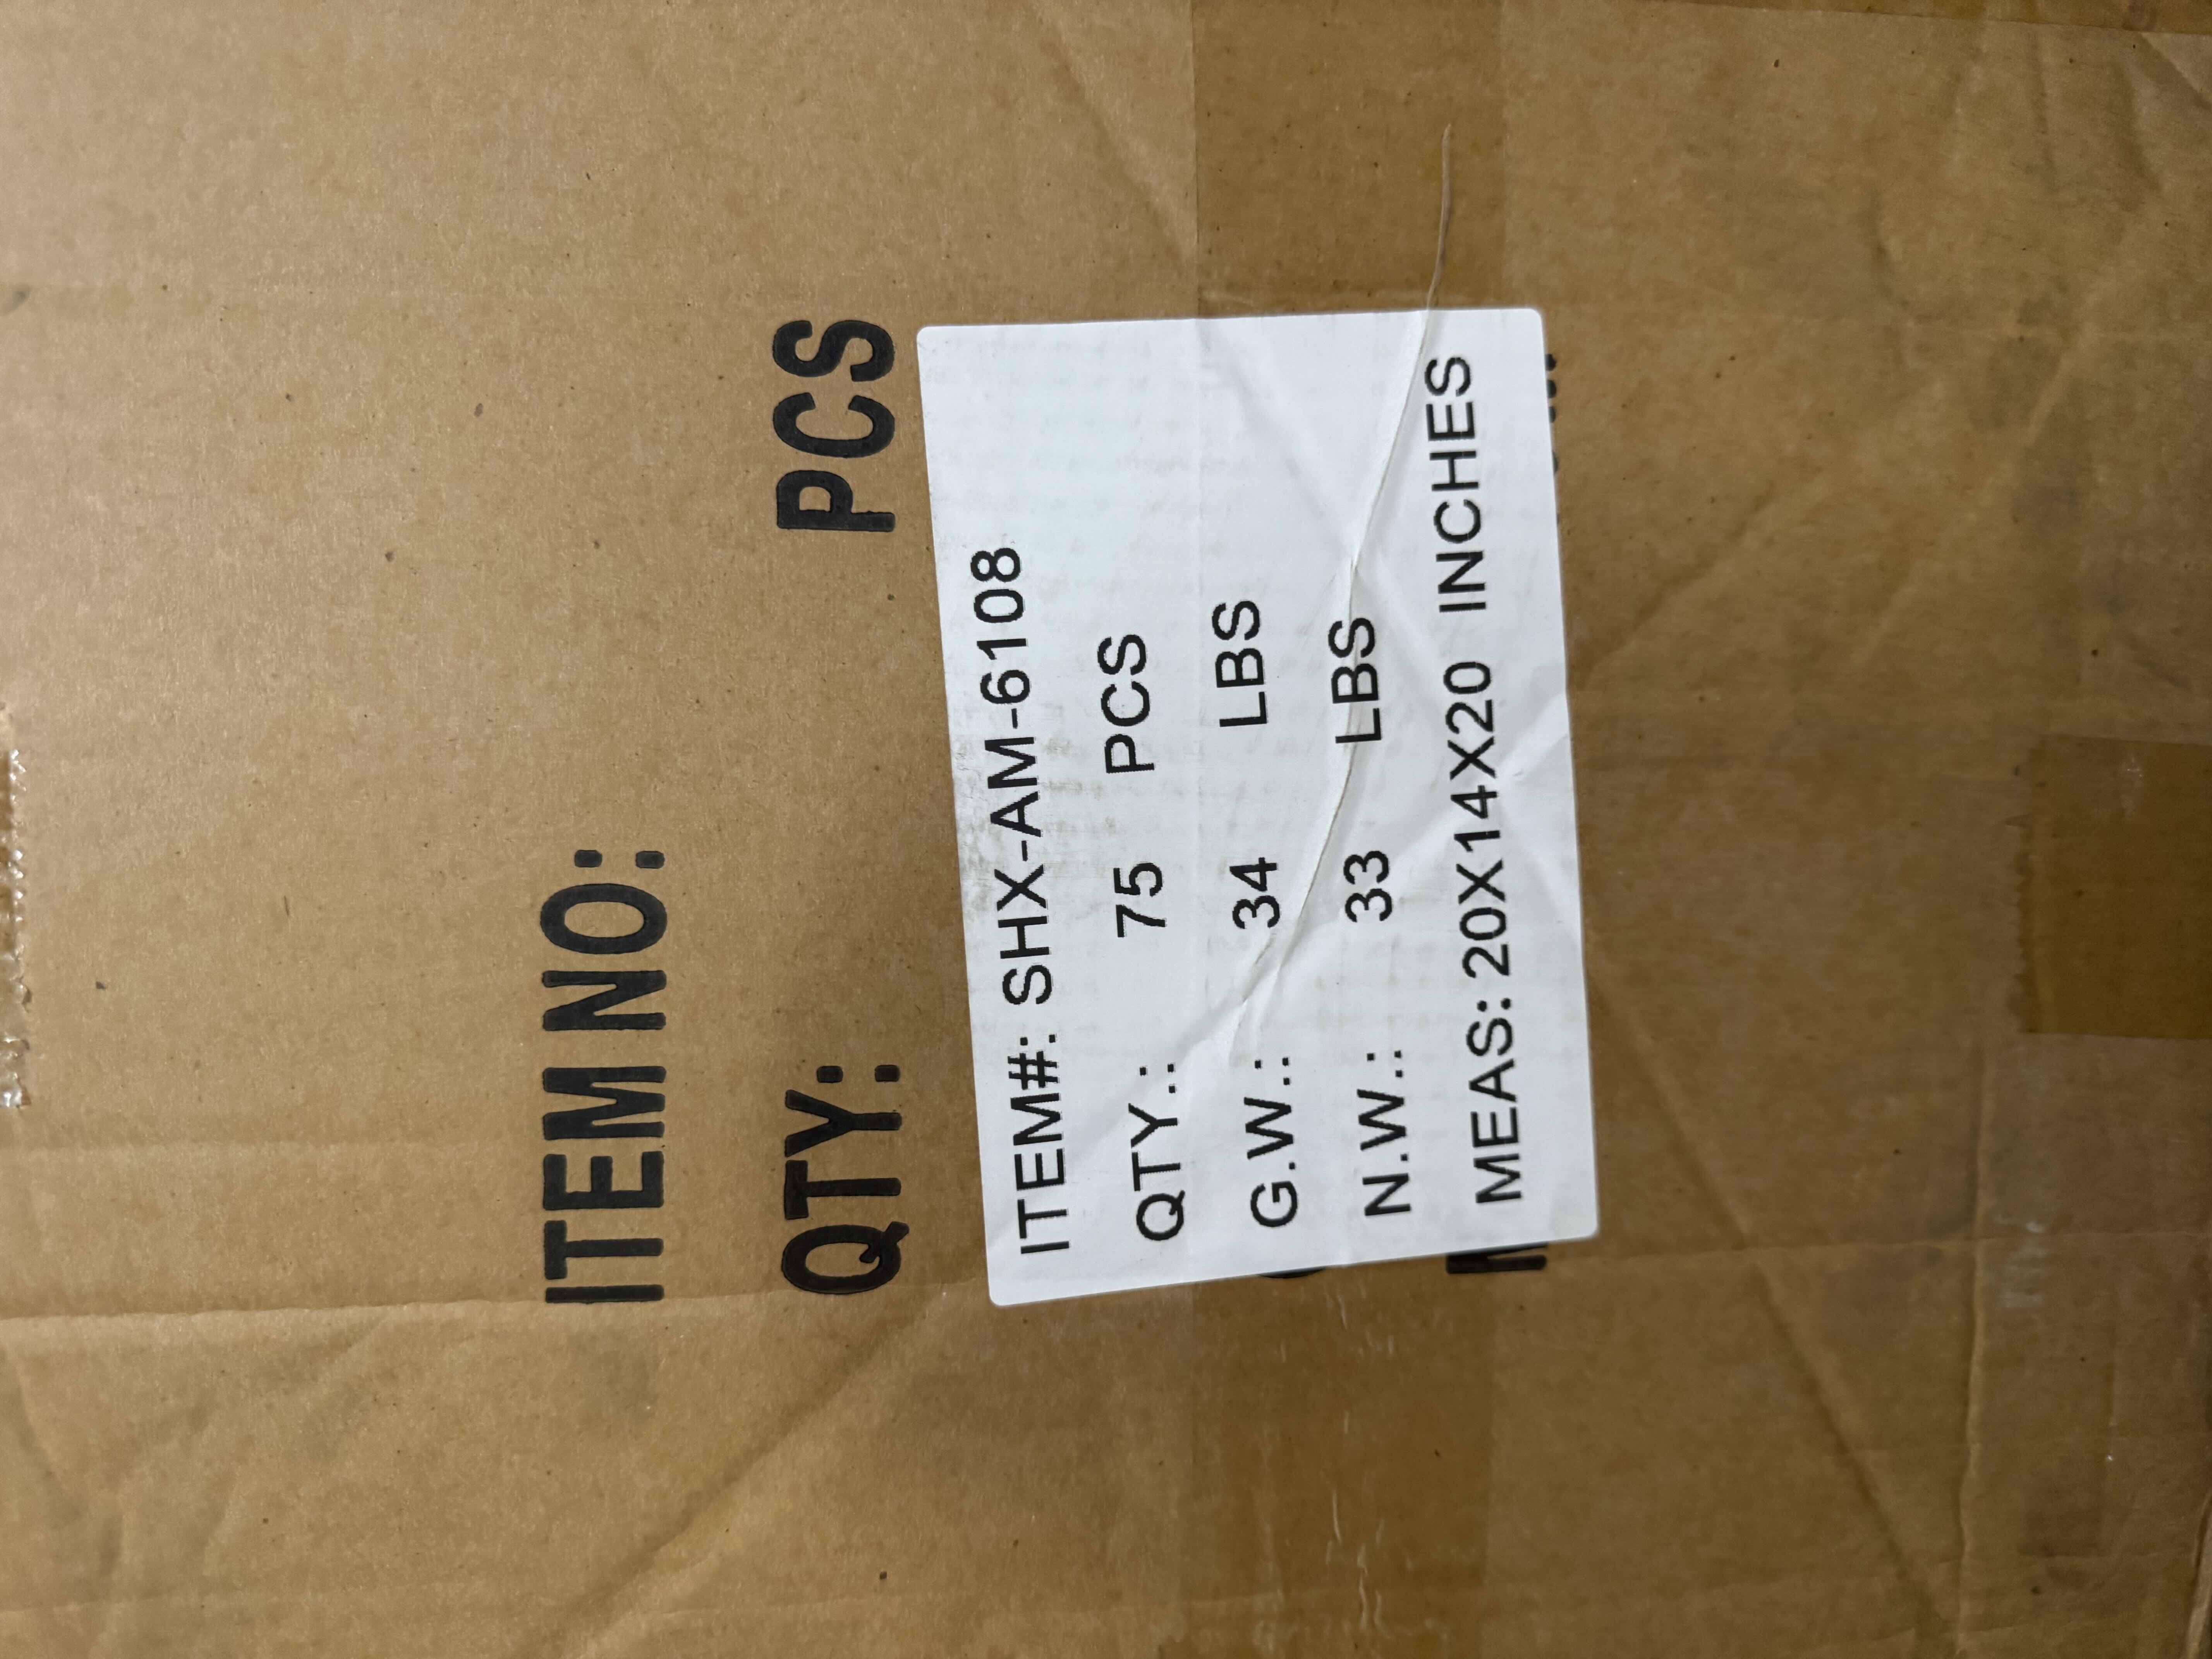 ITEM NO:
QTY: PCS
ITEM#: SHX-AM-6108
QTY.: 75 PCS
G.W.: 34 LBS
N.W.: 33 LBS
MEAS: 20X14X20 INCHES